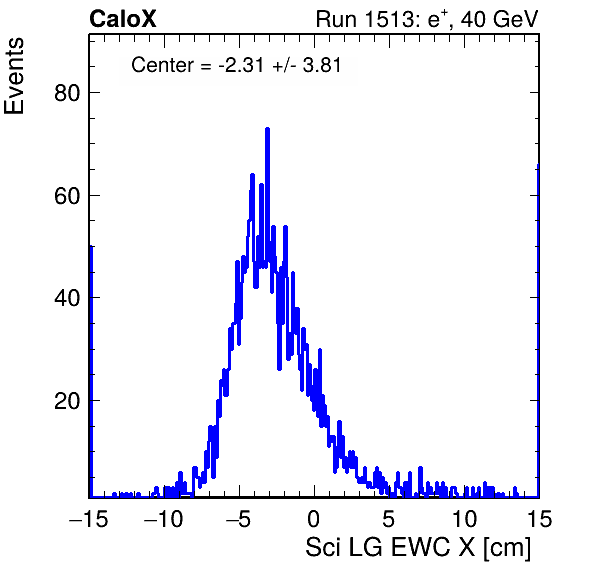 CaloX Run 1513: e⁺, 40 GeV
Events
Center = -2.31 +/- 3.81
80
60
40
20
−15 −10 −5 0 5 10 15
Sci LG EWC X [cm]